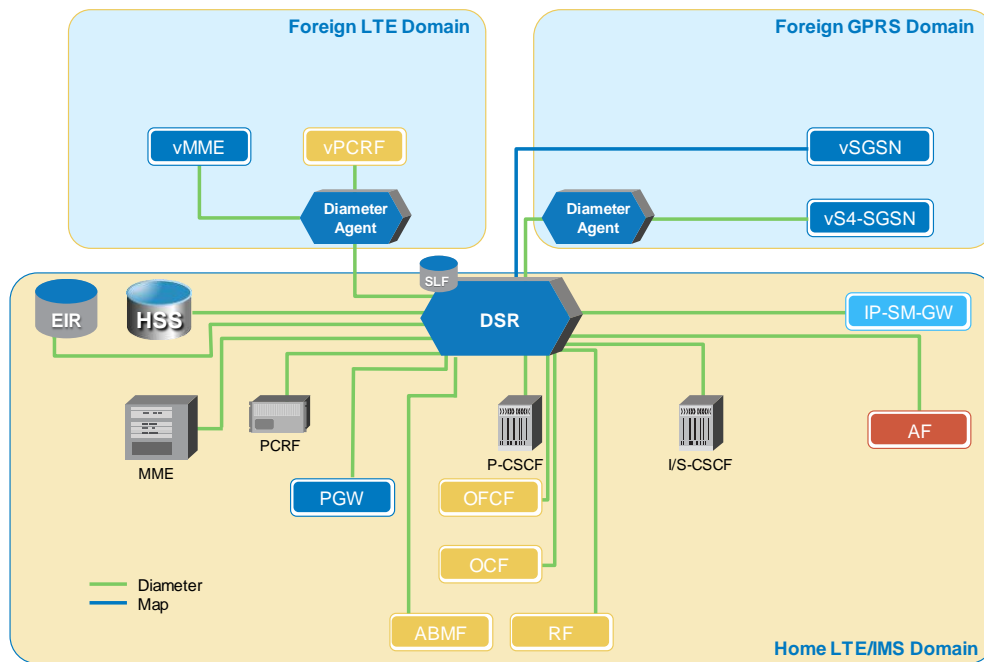 Foreign LTE Domain
Foreign GPRS Domain
vMME
vPCRF
vSGSN
Diameter
Agent
Diameter
Agent
vS4-SGSN
SLF
EIR
HSS
DSR
IP-SM-GW
MME
PCRF
P-CSCF
I/S-CSCF
AF
PGW
OFCF
OCF
Diameter
Map
ABMF
RF
Home LTE/IMS Domain